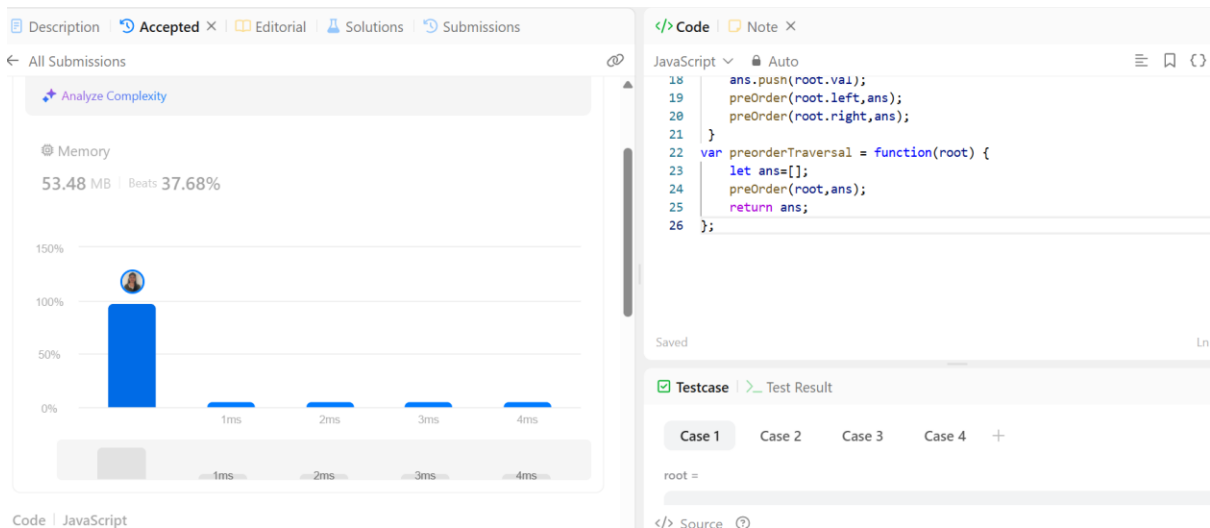 Description Accepted × Editorial Solutions Submissions
← All Submissions
Analyze Complexity
Memory
53.48 MB Beats 37.68%
150%
100%
50%
0%
1ms 2ms 3ms 4ms
1ms 2ms 3ms 4ms
Code JavaScript
</> Code Note ×
JavaScript Auto
18 ans.push(root.val);
19 preOrder(root.left,ans);
20 preOrder(root.right,ans);
21 }
22 var preorderTraversal = function(root) {
23 let ans=[];
24 preOrder(root,ans);
25 return ans;
26 };
Saved Ln
Testcase >_ Test Result
Case 1 Case 2 Case 3 Case 4 +
root =
</> Source ?